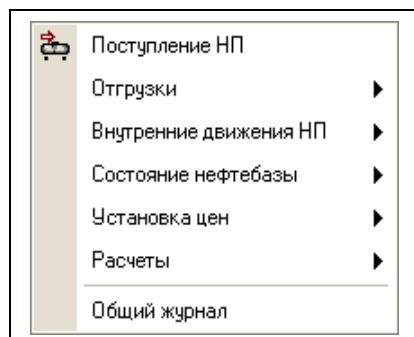 Поступление НП
Отгрузки
Внутренние движения НП
Состояние нефтебазы
Установка цен
Расчеты
Общий журнал